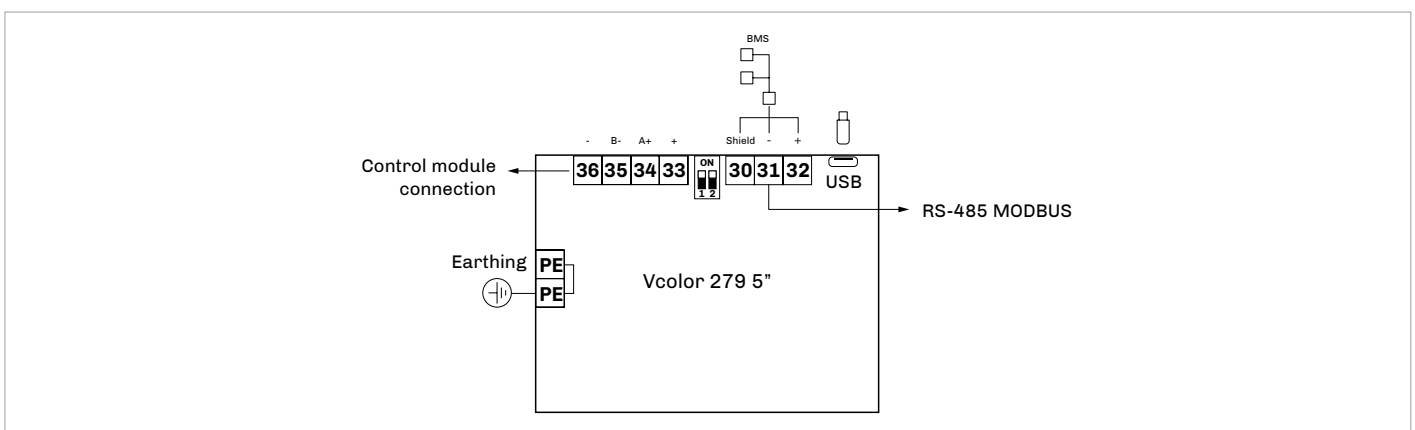 BMS
- B- A+ + Shield - +
Control module
connection
36 35 34 33 ON 30 31 32
1 2
USB
RS-485 MODBUS
Earthing PE
PE
Vcolor 279 5”